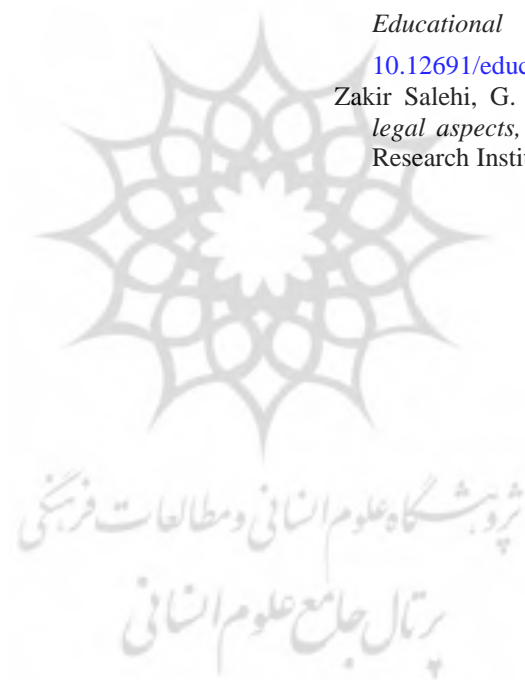 Educational
10.12691/educ
Zakir Salehi, G.
legal aspects,
Research Instit
پژوهشگاه علوم انسانی و مطالعات فرهنگی
پرتال جامع علوم انسانی